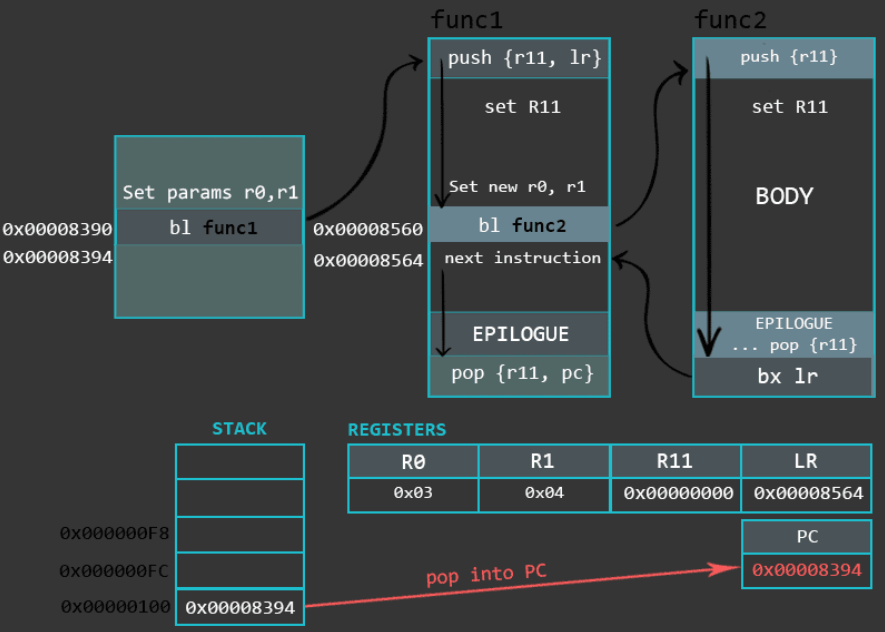 func1
func2
push {r11, lr}
push {r11}
set R11
set R11
Set params r0,r1
Set new r0, r1
BODY
0x00008390
bl func1
0x00008560
bl func2
0x00008394
0x00008564
next instruction
EPILOGUE
EPILOGUE
... pop {r11}
pop {r11, pc}
bx lr
STACK
REGISTERS
R0
R1
R11
LR
0x03
0x04
0x00000000
0x00008564
0x000000F8
PC
0x000000FC
pop into PC
0x00008394
0x00000100
0x00008394